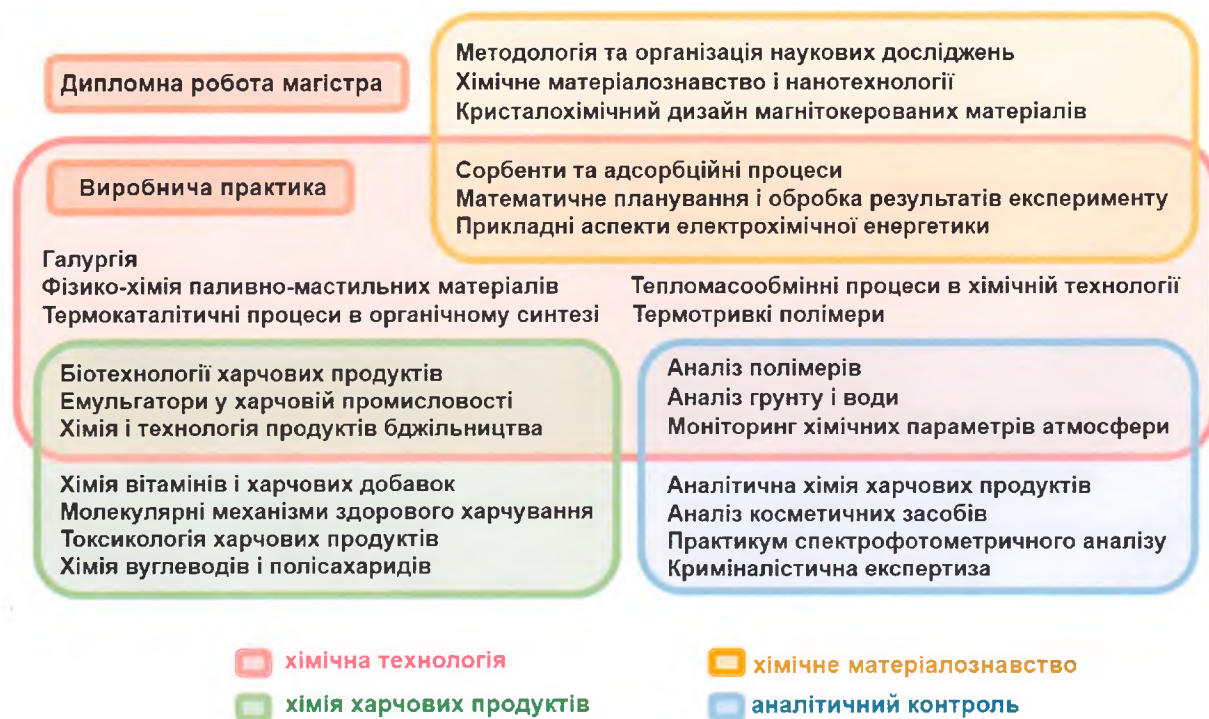 Дипломна робота магістра
Методологія та організація наукових досліджень
Хімічне матеріалознавство і нанотехнології
Кристалохімічний дизайн магнітокерованих матеріалів
Виробнича практика
Сорбенти та адсорбційні процеси
Математичне планування і обробка результатів експерименту
Прикладні аспекти електрохімічної енергетики
Галургія
Фізико-хімія паливно-мастильних матеріалів
Термокаталітичні процеси в органічному синтезі
Тепломасообмінні процеси в хімічній технології
Термотривкі полімери
Біотехнології харчових продуктів
Емульгатори у харчовій промисловості
Хімія і технологія продуктів бджільництва
Аналіз полімерів
Аналіз грунту і води
Моніторинг хімічних параметрів атмосфери
Хімія вітамінів і харчових добавок
Молекулярні механізми здорового харчування
Токсикологія харчових продуктів
Хімія вуглеводів і полісахаридів
Аналітична хімія харчових продуктів
Аналіз косметичних засобів
Практикум спектрофотометричного аналізу
Криміналістична експертиза
хімічна технологія
хімічне матеріалознавство
хімія харчових продуктів
аналітичний контроль